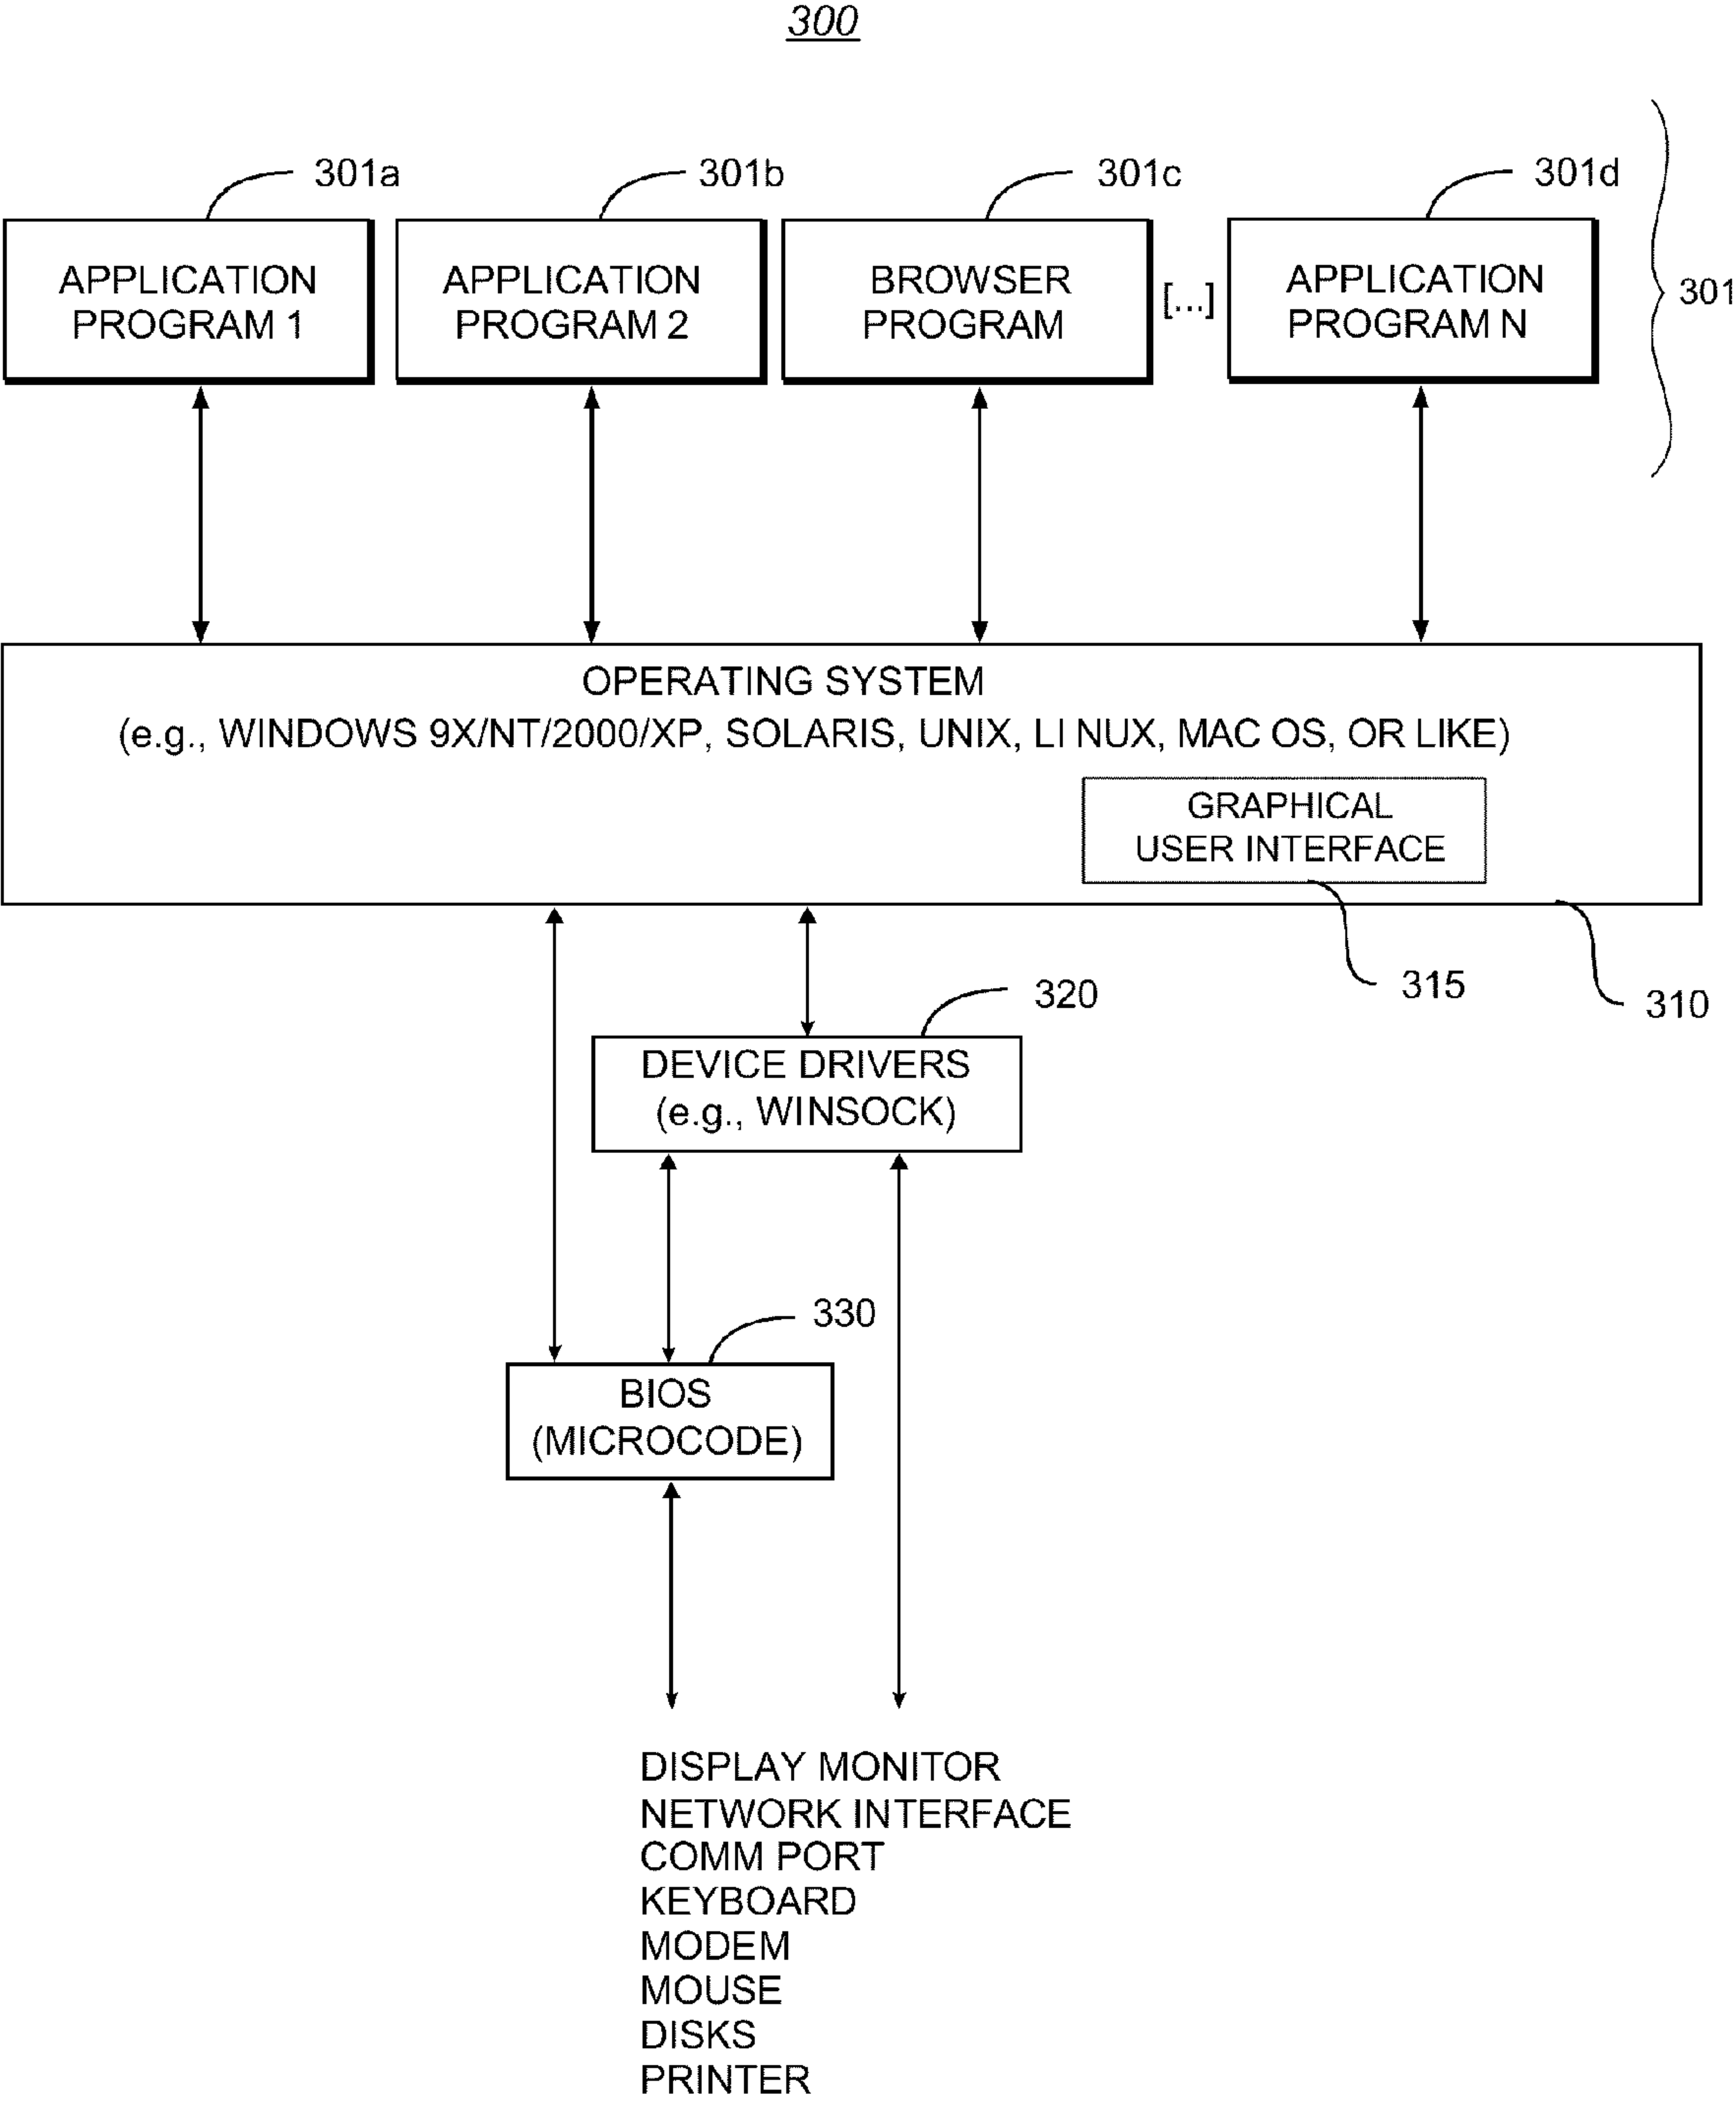 300
301a
301b
301c
301d
APPLICATION
PROGRAM 1
APPLICATION
PROGRAM 2
BROWSER
PROGRAM
[...]
APPLICATION
PROGRAM N
301
OPERATING SYSTEM
(e.g., WINDOWS 9X/NT/2000/XP, SOLARIS, UNIX, LI NUX, MAC OS, OR LIKE)
GRAPHICAL
USER INTERFACE
315
310
320
DEVICE DRIVERS
(e.g., WINSOCK)
330
BIOS
(MICROCODE)
DISPLAY MONITOR
NETWORK INTERFACE
COMM PORT
KEYBOARD
MODEM
MOUSE
DISKS
PRINTER